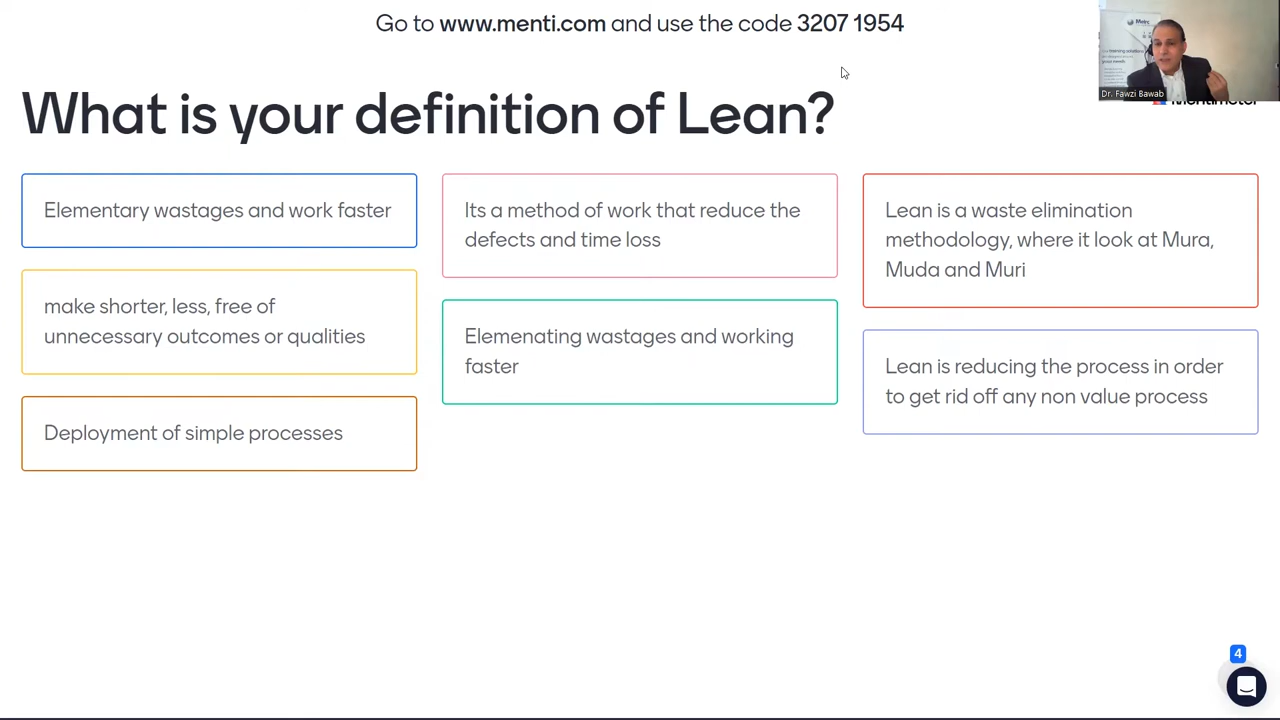 Go to www.menti.com and use the code 3207 1954
Meirc
Dr. Fawzi Bawab
Mentimeter
What is your definition of Lean?
Elementary wastages and work faster
make shorter, less, free of
unnecessary outcomes or qualities
Deployment of simple processes
Its a method of work that reduce the
defects and time loss
Elemenating wastages and working
faster
Lean is a waste elimination
methodology, where it look at Mura,
Muda and Muri
Lean is reducing the process in order
to get rid off any non value process
4